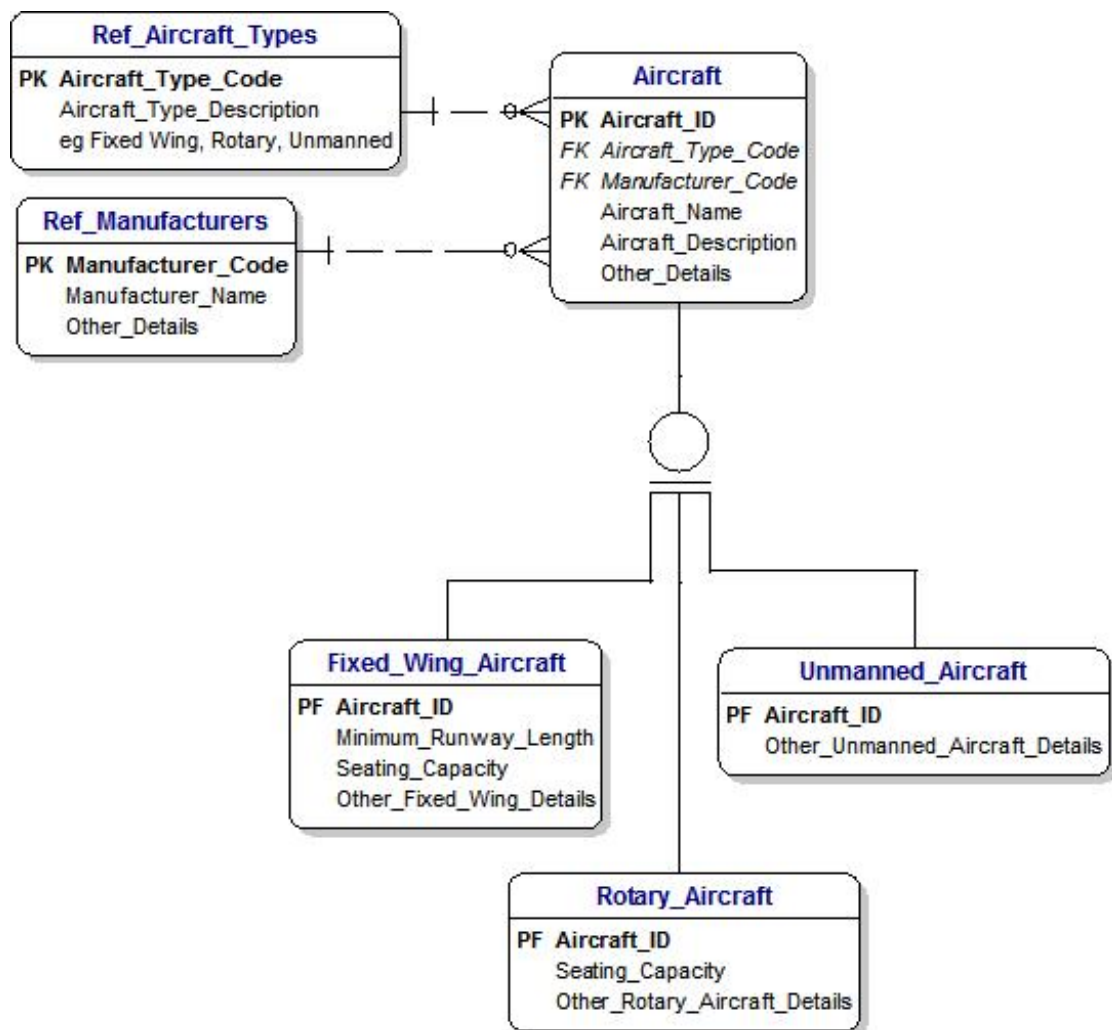 Ref_Aircraft_Types
PK Aircraft_Type_Code
Aircraft_Type_Description
eg Fixed Wing, Rotary, Unmanned
Aircraft
PK Aircraft_ID
FK Aircraft_Type_Code
FK Manufacturer_Code
Aircraft_Name
Aircraft_Description
Other_Details
Ref_Manufacturers
PK Manufacturer_Code
Manufacturer_Name
Other_Details
Fixed_Wing_Aircraft
PF Aircraft_ID
Minimum_Runway_Length
Seating_Capacity
Other_Fixed_Wing_Details
Unmanned_Aircraft
PF Aircraft_ID
Other_Unmanned_Aircraft_Details
Rotary_Aircraft
PF Aircraft_ID
Seating_Capacity
Other_Rotary_Aircraft_Details